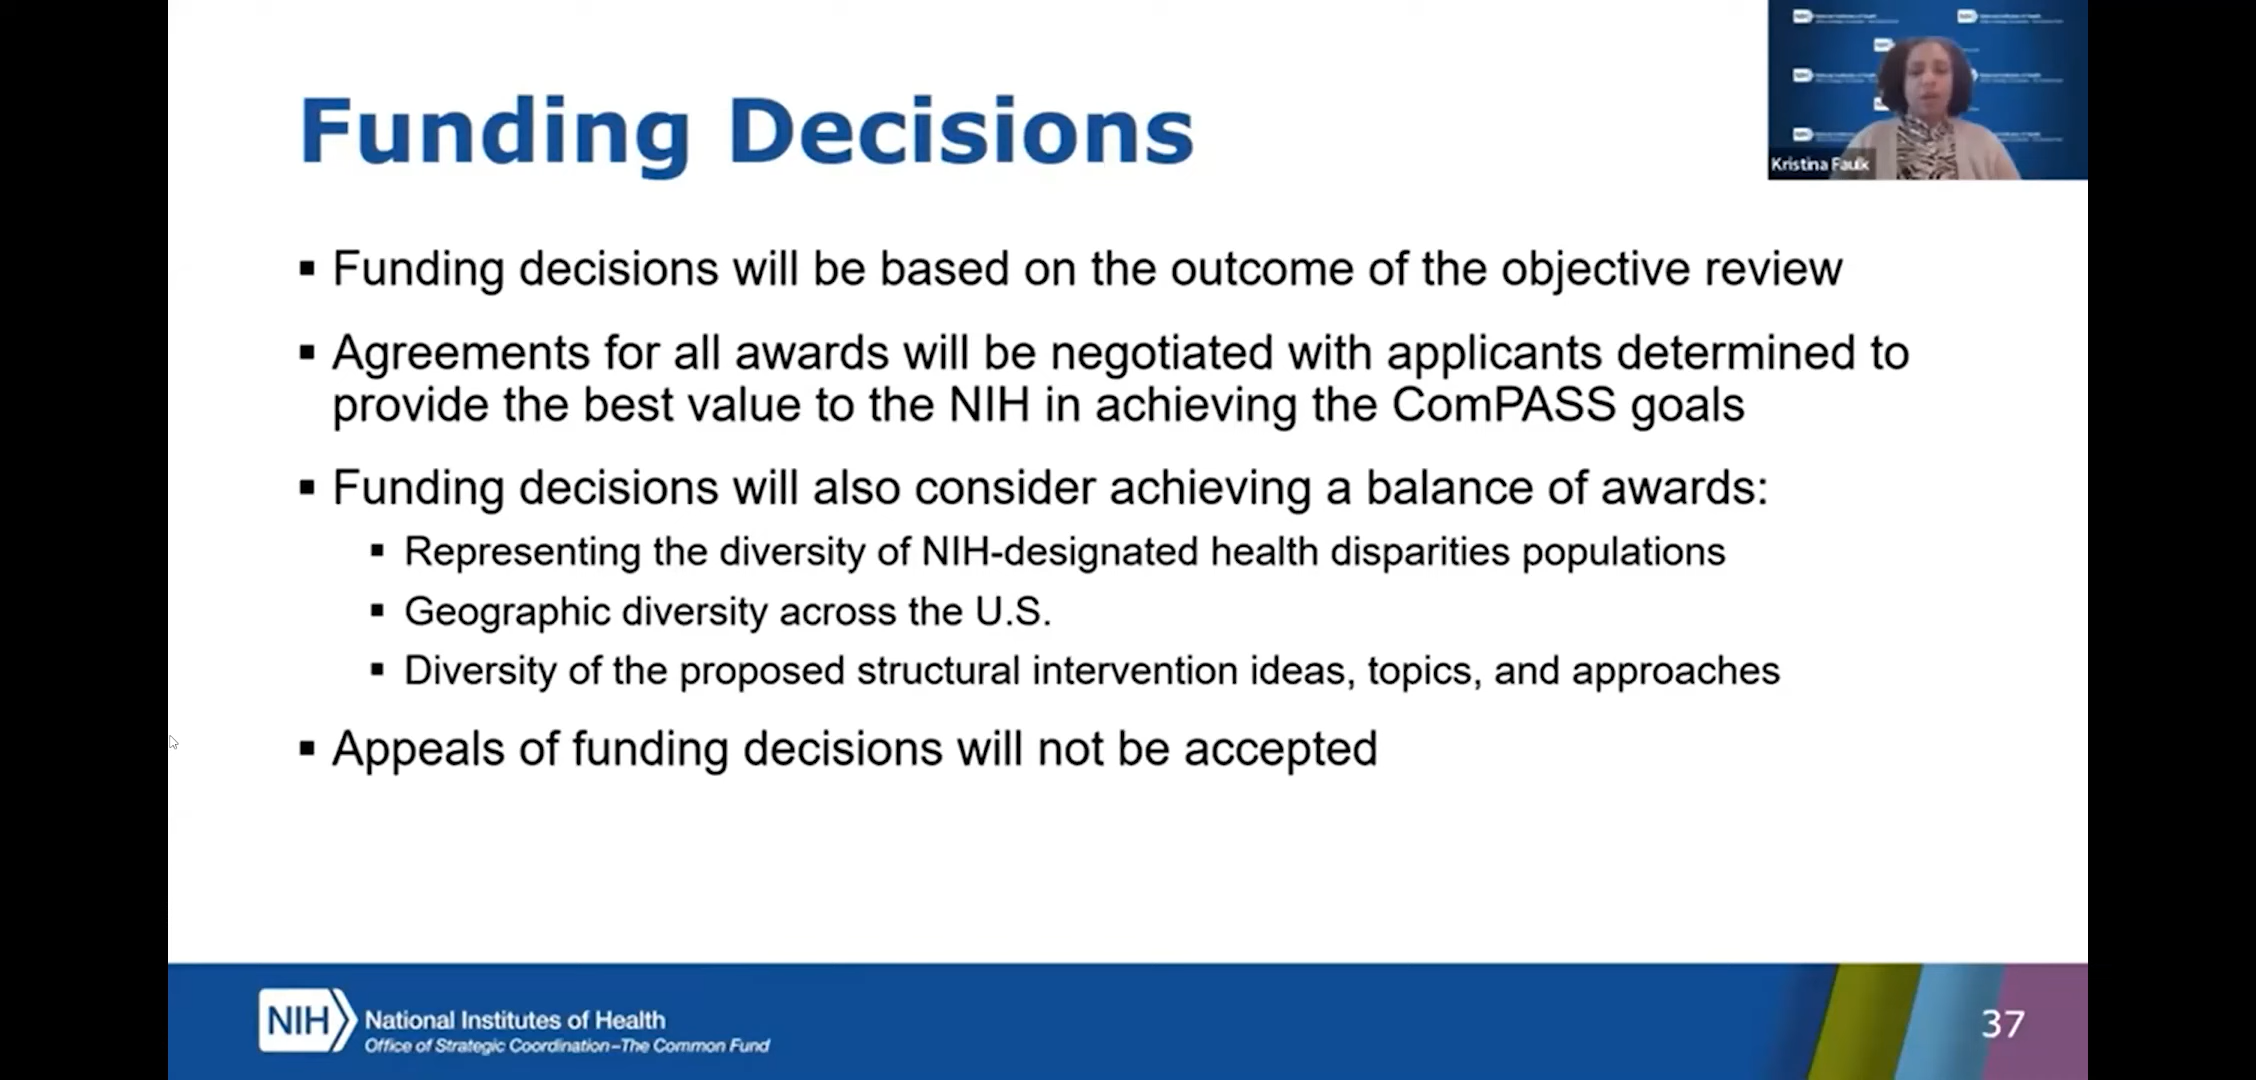 Funding Decisions
Kristina Faulk
▪ Funding decisions will be based on the outcome of the objective review
▪ Agreements for all awards will be negotiated with applicants determined to
provide the best value to the NIH in achieving the ComPASS goals
▪ Funding decisions will also consider achieving a balance of awards:
▪ Representing the diversity of NIH-designated health disparities populations
▪ Geographic diversity across the U.S.
▪ Diversity of the proposed structural intervention ideas, topics, and approaches
▪ Appeals of funding decisions will not be accepted
NIH National Institutes of Health
Office of Strategic Coordination–The Common Fund
37